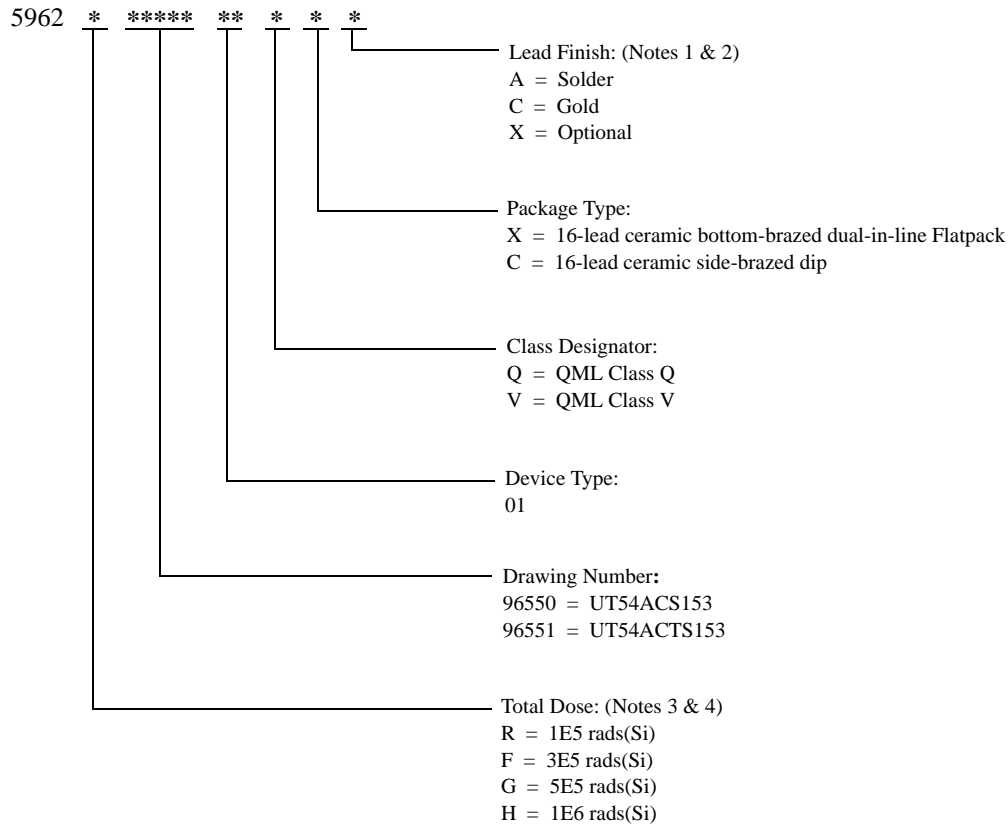 5962 * ***** ** * * *
Lead Finish: (Notes 1 & 2)
A = Solder
C = Gold
X = Optional
Package Type:
X = 16-lead ceramic bottom-brazed dual-in-line Flatpack
C = 16-lead ceramic side-brazed dip
Class Designator:
Q = QML Class Q
V = QML Class V
Device Type:
01
Drawing Number:
96550 = UT54ACS153
96551 = UT54ACTS153
Total Dose: (Notes 3 & 4)
R = 1E5 rads(Si)
F = 3E5 rads(Si)
G = 5E5 rads(Si)
H = 1E6 rads(Si)